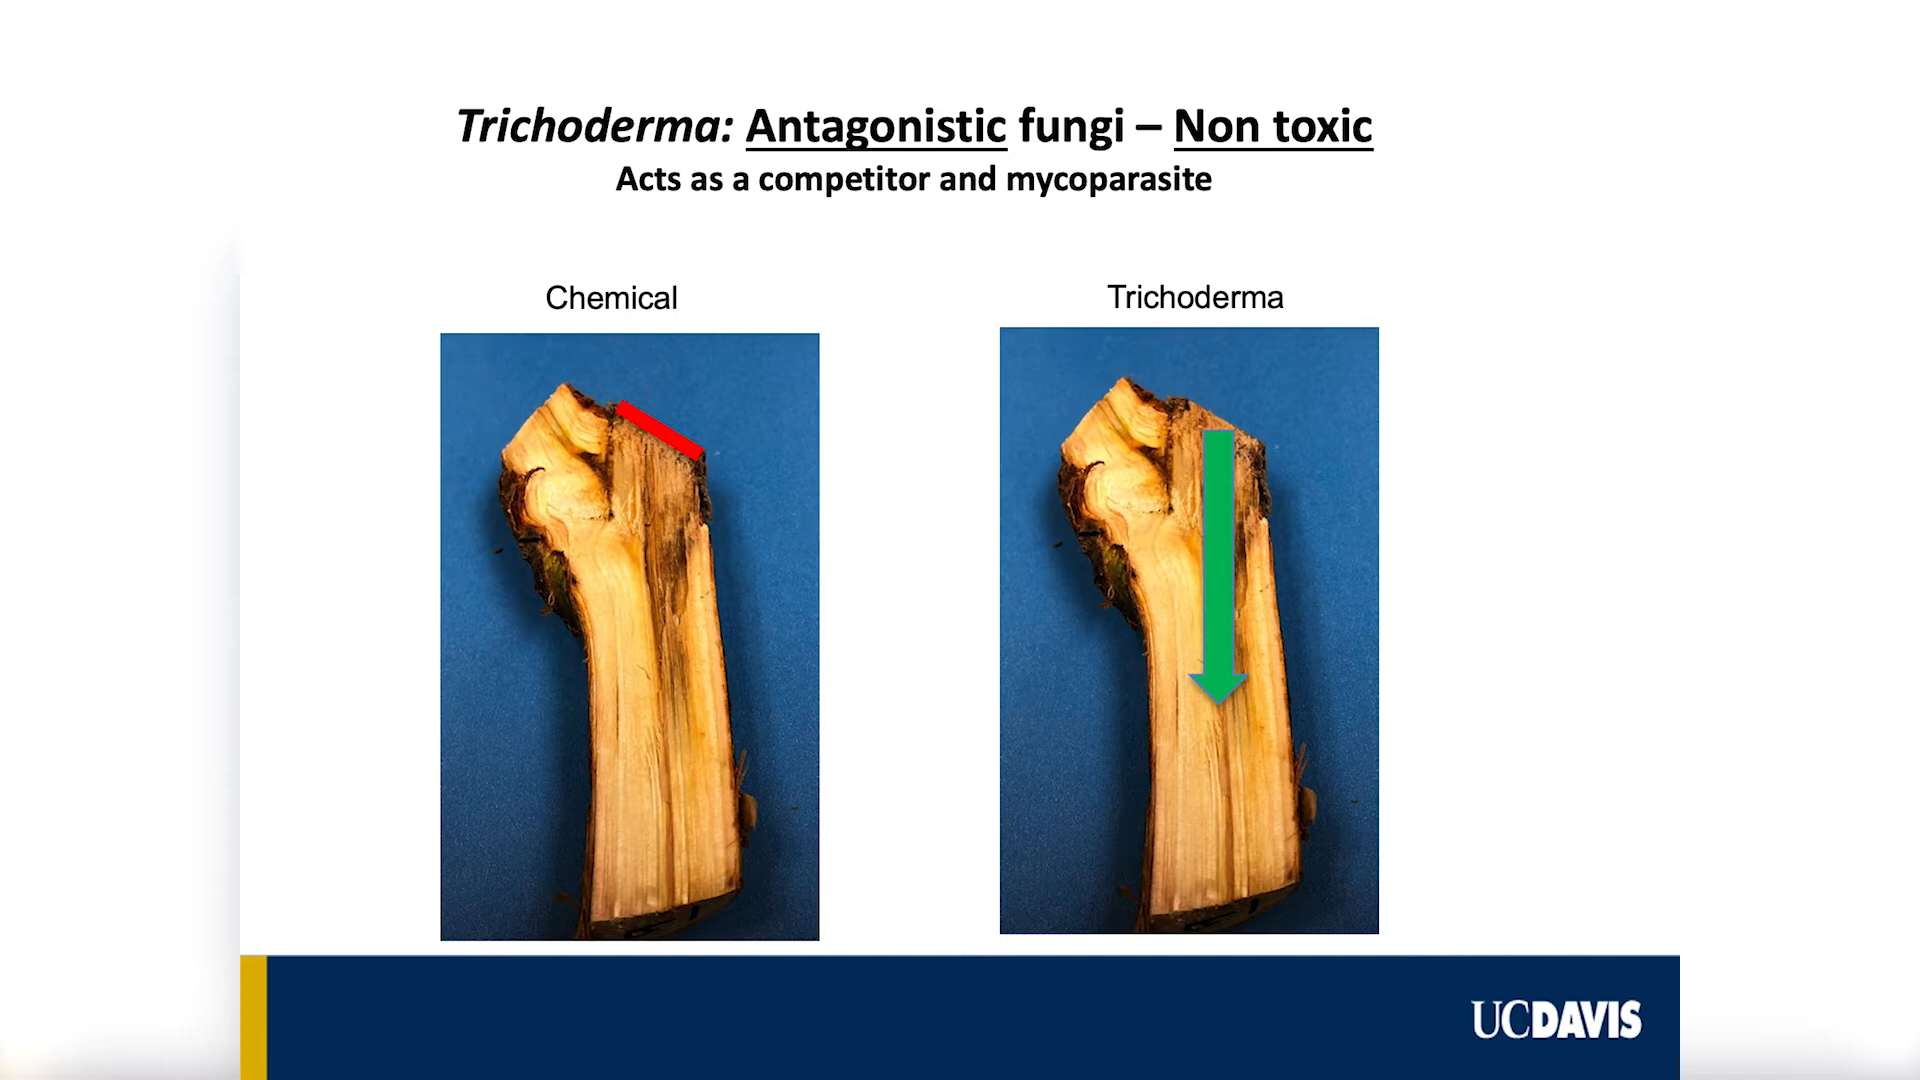 Trichoderma: Antagonistic fungi – Non toxic
Acts as a competitor and mycoparasite
Chemical
Trichoderma
UCDAVIS